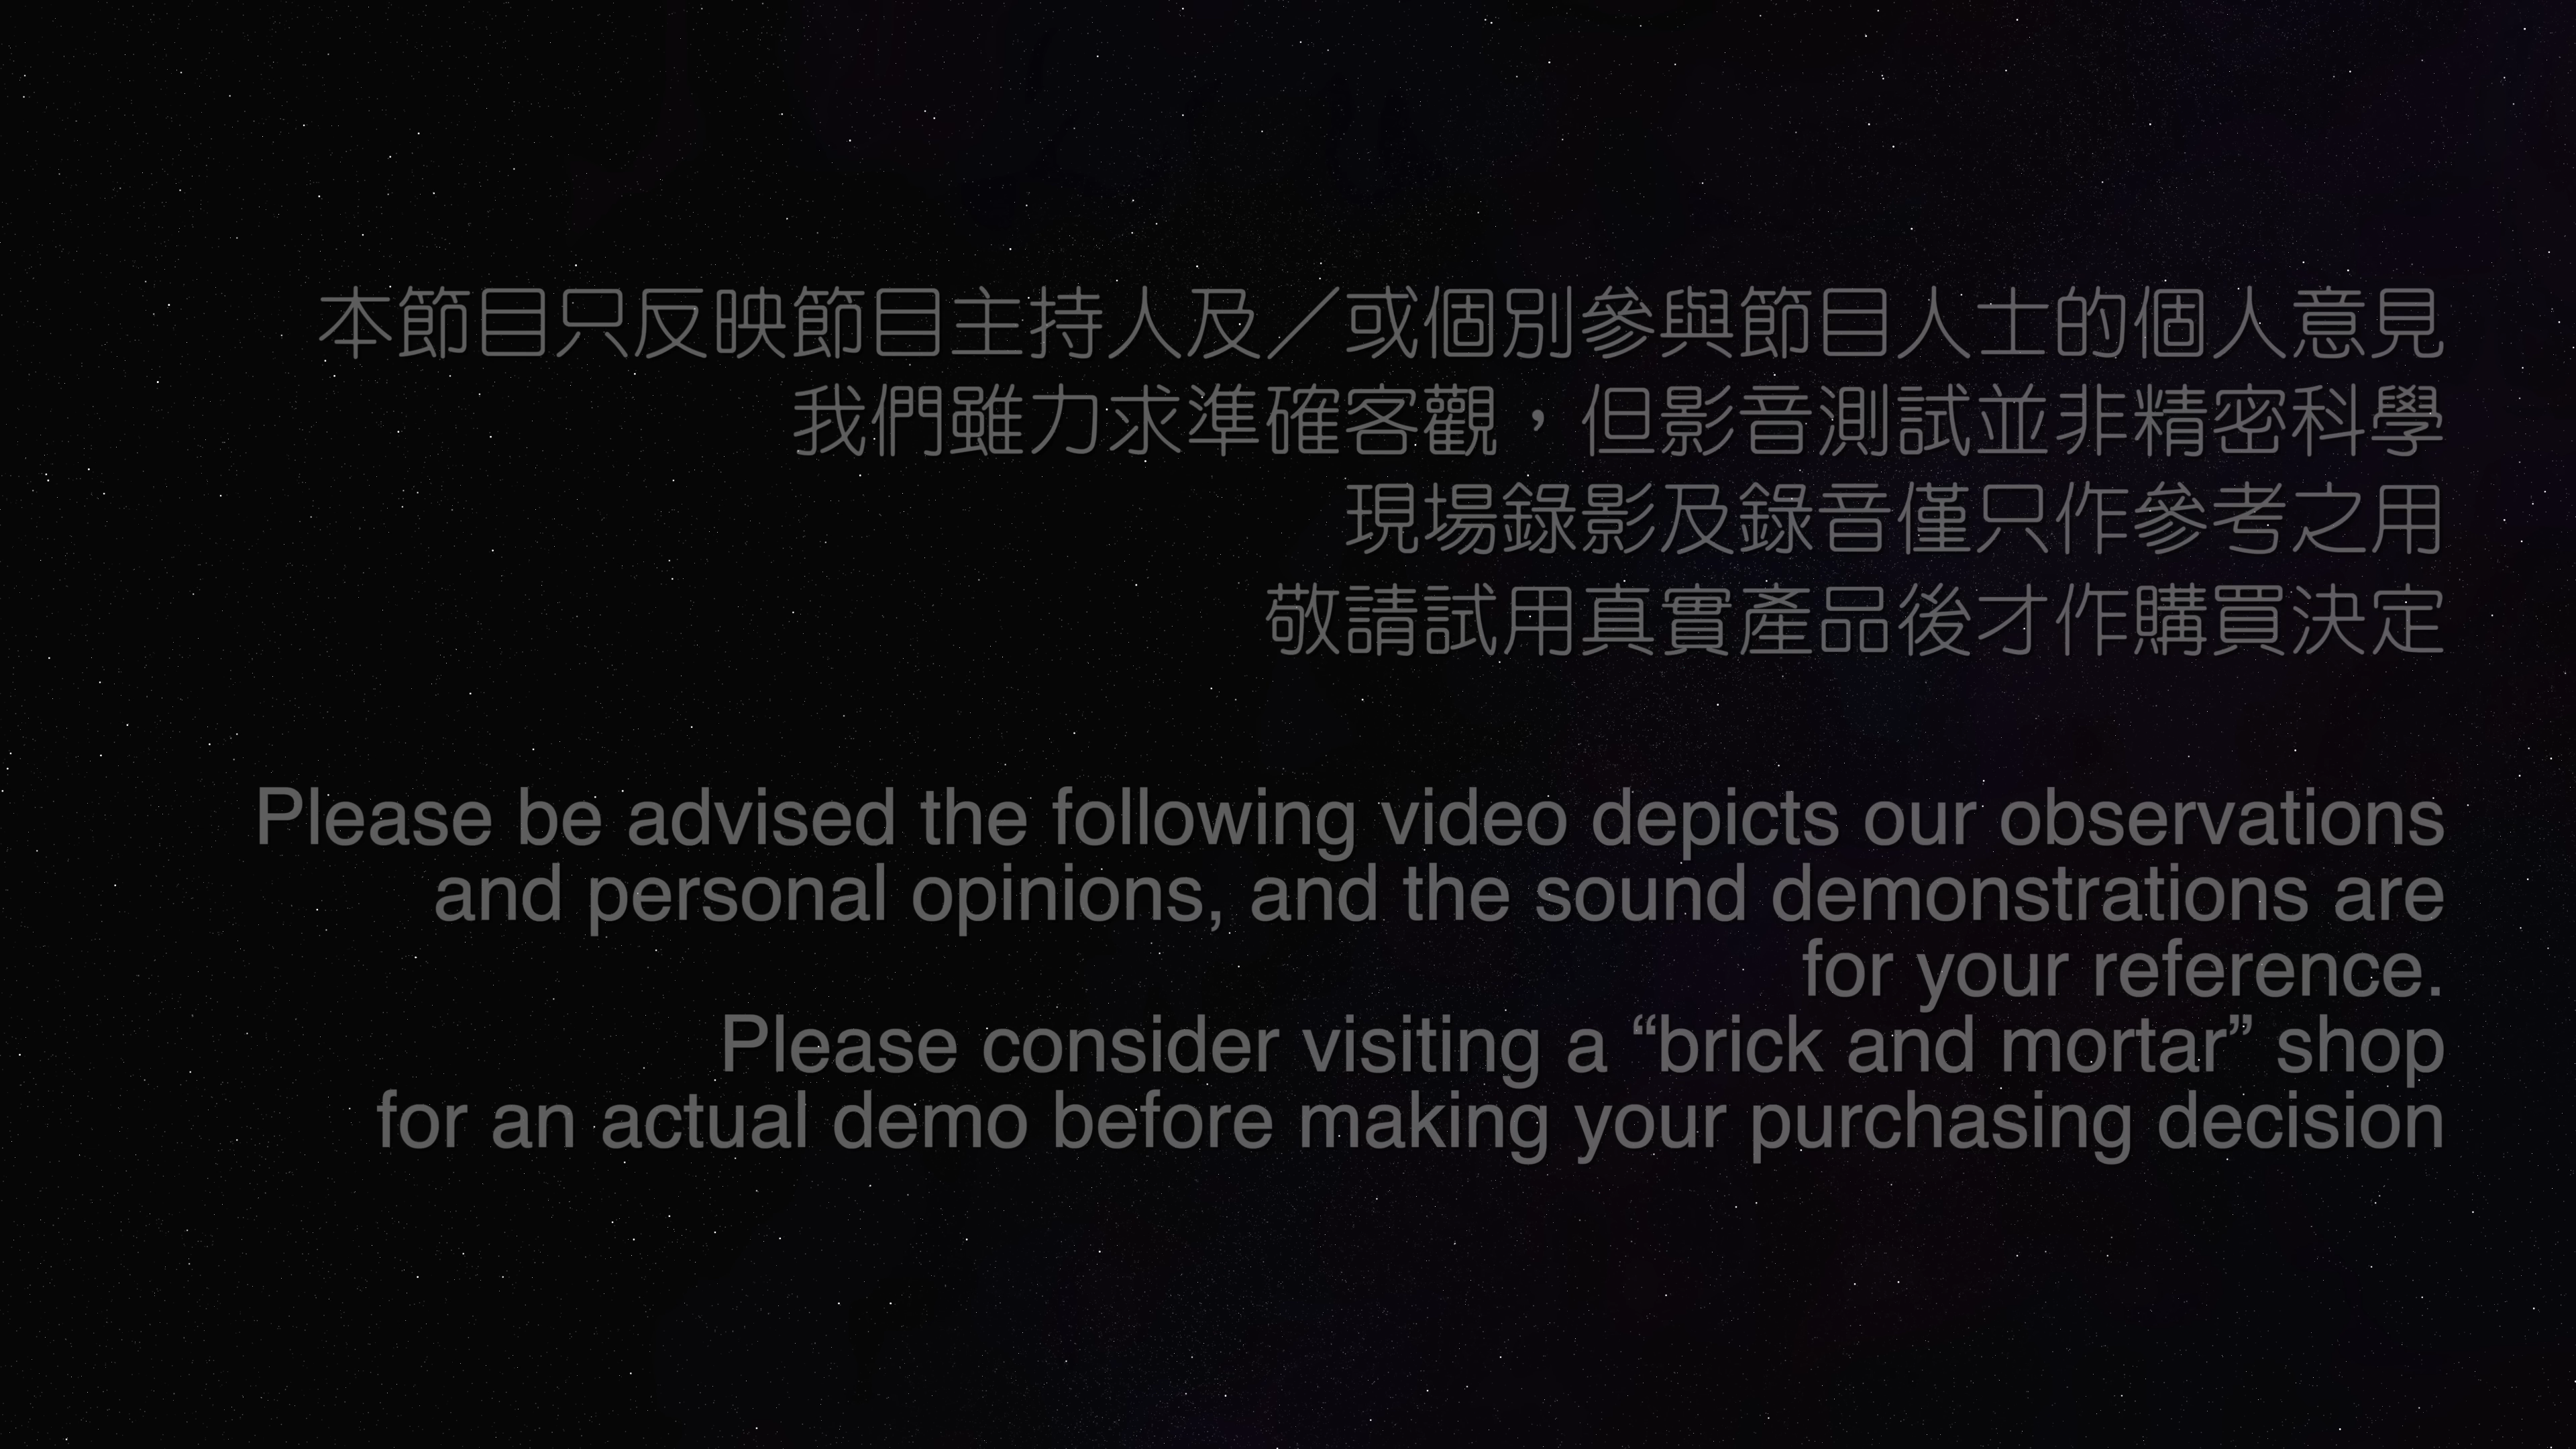 本節目只反映節目主持人及／或個別參與節目人士的個人意見
我們雖力求準確客觀，但影音測試並非精密科學
現場錄影及錄音僅只作參考之用
敬請試用真實產品後才作購買決定
Please be advised the following video depicts our observations
and personal opinions, and the sound demonstrations are
for your reference.
Please consider visiting a “brick and mortar” shop
for an actual demo before making your purchasing decision